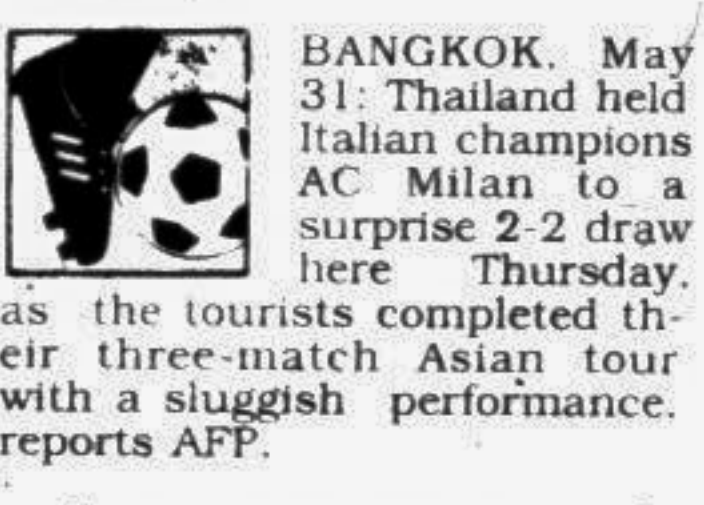 BANGKOK, May
31: Thailand held
Italian champions
AC Milan to a
surprise 2-2 draw
here Thursday,
as the tourists completed th-
eir three-match Asian tour
with a sluggish performance,
reports AFP.